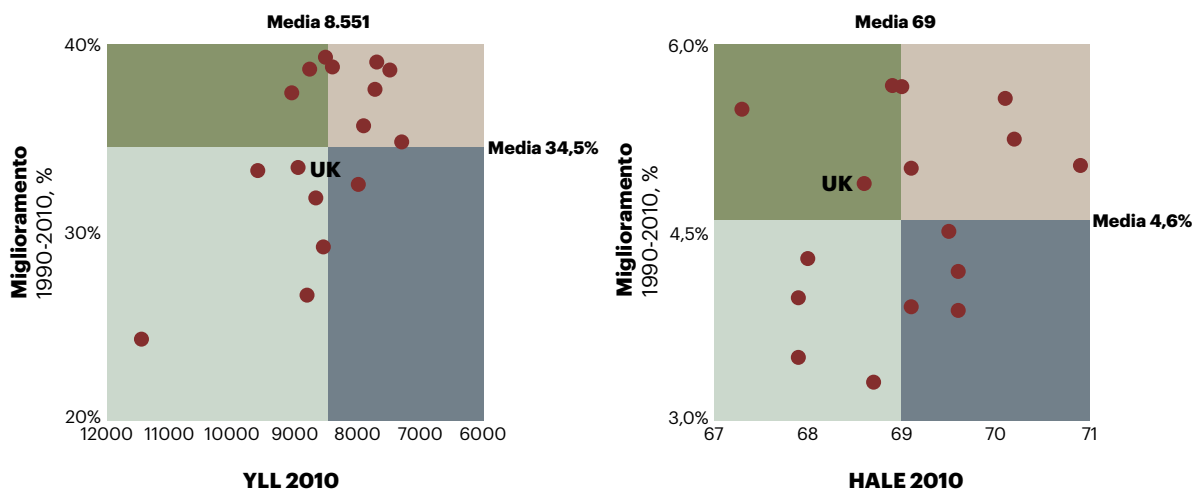 Media 8.551
40%
30%
20%
Miglioramento
1990-2010, %
UK
Media 34,5%
12000 11000 10000 9000 8000 7000 6000
YLL 2010
Media 69
6,0%
4,5%
3,0%
Miglioramento
1990-2010, %
UK
Media 4,6%
67 68 69 70 71
HALE 2010